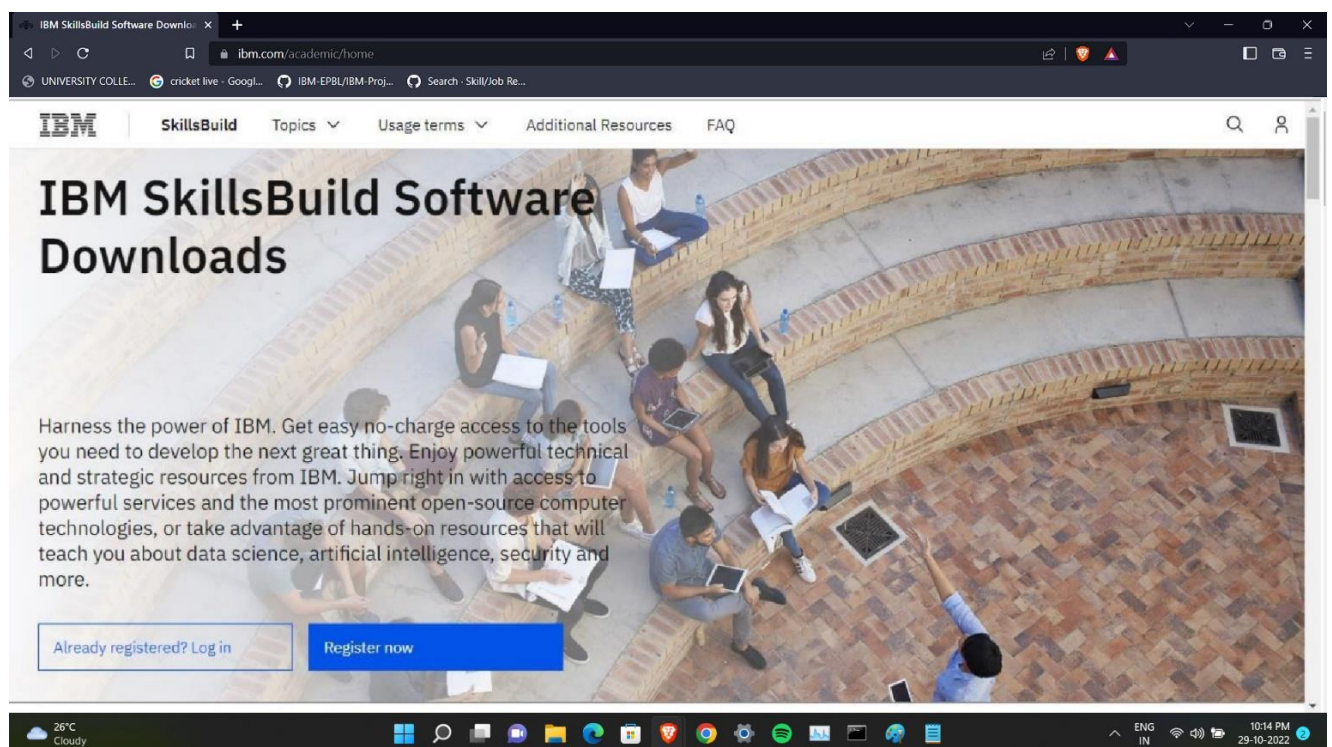 IBM SkillsBuild Software Downloa
ibm.com/academic/home
UNIVERSITY COLLE... cricket live - Googl... IBM-EPBL/IBM-Proj... Search · Skill/Job Re...
IBM SkillsBuild Topics Usage terms Additional Resources FAQ
IBM SkillsBuild Software
Downloads
Harness the power of IBM. Get easy no-charge access to the tools
you need to develop the next great thing. Enjoy powerful technical
and strategic resources from IBM. Jump right in with access to
powerful services and the most prominent open-source computer
technologies, or take advantage of hands-on resources that will
teach you about data science, artificial intelligence, security and
more.
Already registered? Log in Register now
26°C
Cloudy
ENG
IN
10:14 PM
29-10-2022
2